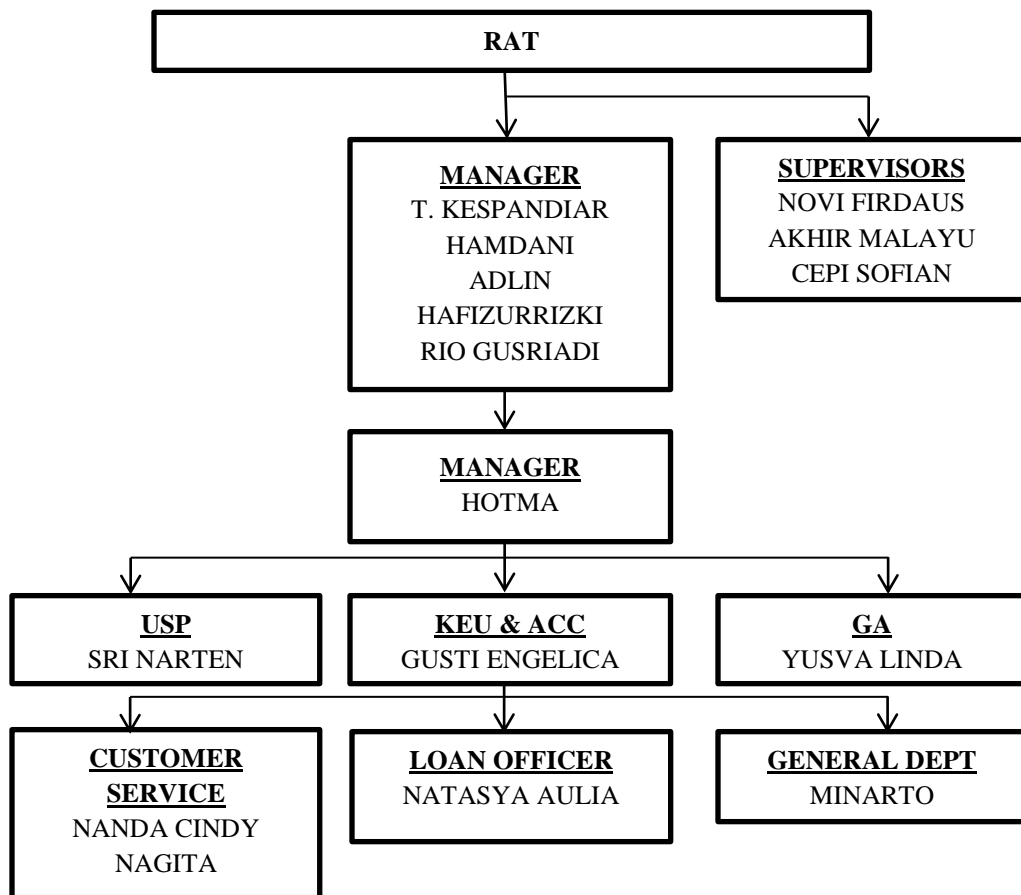 RAT
MANAGER
T. KESPANDIAR
HAMDANI
ADLIN
HAFIZURRIZKI
RIO GUSRIADI
SUPERVISORS
NOVI FIRDAUS
AKHIR MALAYU
CEPI SOFIAN
MANAGER
HOTMA
USP
SRI NARTEN
KEU & ACC
GUSTI ENGELICA
GA
YUSVA LINDA
CUSTOMER
SERVICE
NANDA CINDY
NAGITA
LOAN OFFICER
NATASYA AULIA
GENERAL DEPT
MINARTO